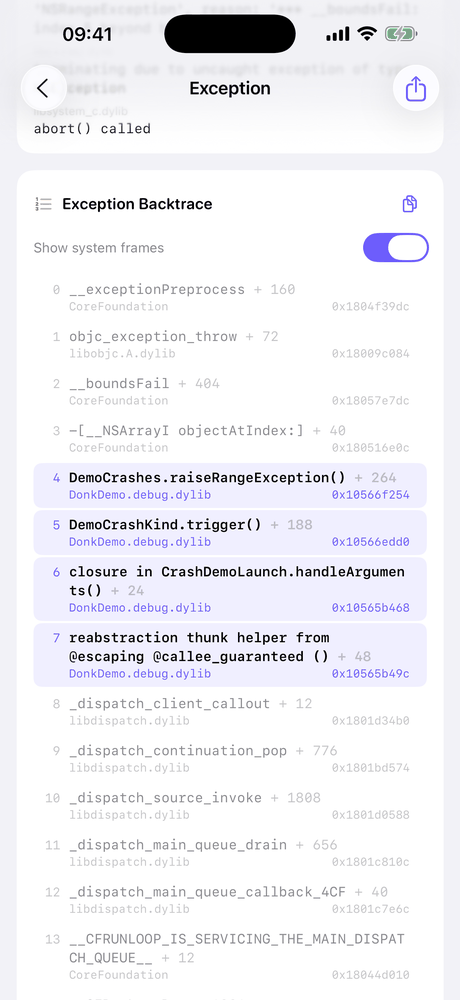 'NSRangeException', reason: '*** __boundsFail:
09:41
Exception
libsystem_c.dylib
abort() called
Exception Backtrace
Show system frames
0 __exceptionPreprocess + 160
CoreFoundation 0x1804f39dc
1 objc_exception_throw + 72
libobjc.A.dylib 0x18009c084
2 __boundsFail + 404
CoreFoundation 0x18057e7dc
3 -[__NSArrayI objectAtIndex:] + 40
CoreFoundation 0x180516e0c
4 DemoCrashes.raiseRangeException() + 264
DonkDemo.debug.dylib 0x10566f254
5 DemoCrashKind.trigger() + 188
DonkDemo.debug.dylib 0x10566edd0
6 closure in CrashDemoLaunch.handleArgumen
ts() + 24
DonkDemo.debug.dylib 0x10565b468
7 reabstraction thunk helper from
@escaping @callee_guaranteed () + 48
DonkDemo.debug.dylib 0x10565b49c
8 _dispatch_client_callout + 12
libdispatch.dylib 0x1801d34b0
9 _dispatch_continuation_pop + 776
libdispatch.dylib 0x1801bd574
10 _dispatch_source_invoke + 1808
libdispatch.dylib 0x1801d0588
11 _dispatch_main_queue_drain + 656
libdispatch.dylib 0x1801c810c
12 _dispatch_main_queue_callback_4CF + 40
libdispatch.dylib 0x1801c7e6c
13 __CFRUNLOOP_IS_SERVICING_THE_MAIN_DISPAT
CH_QUEUE__ + 12
CoreFoundation 0x18044d010